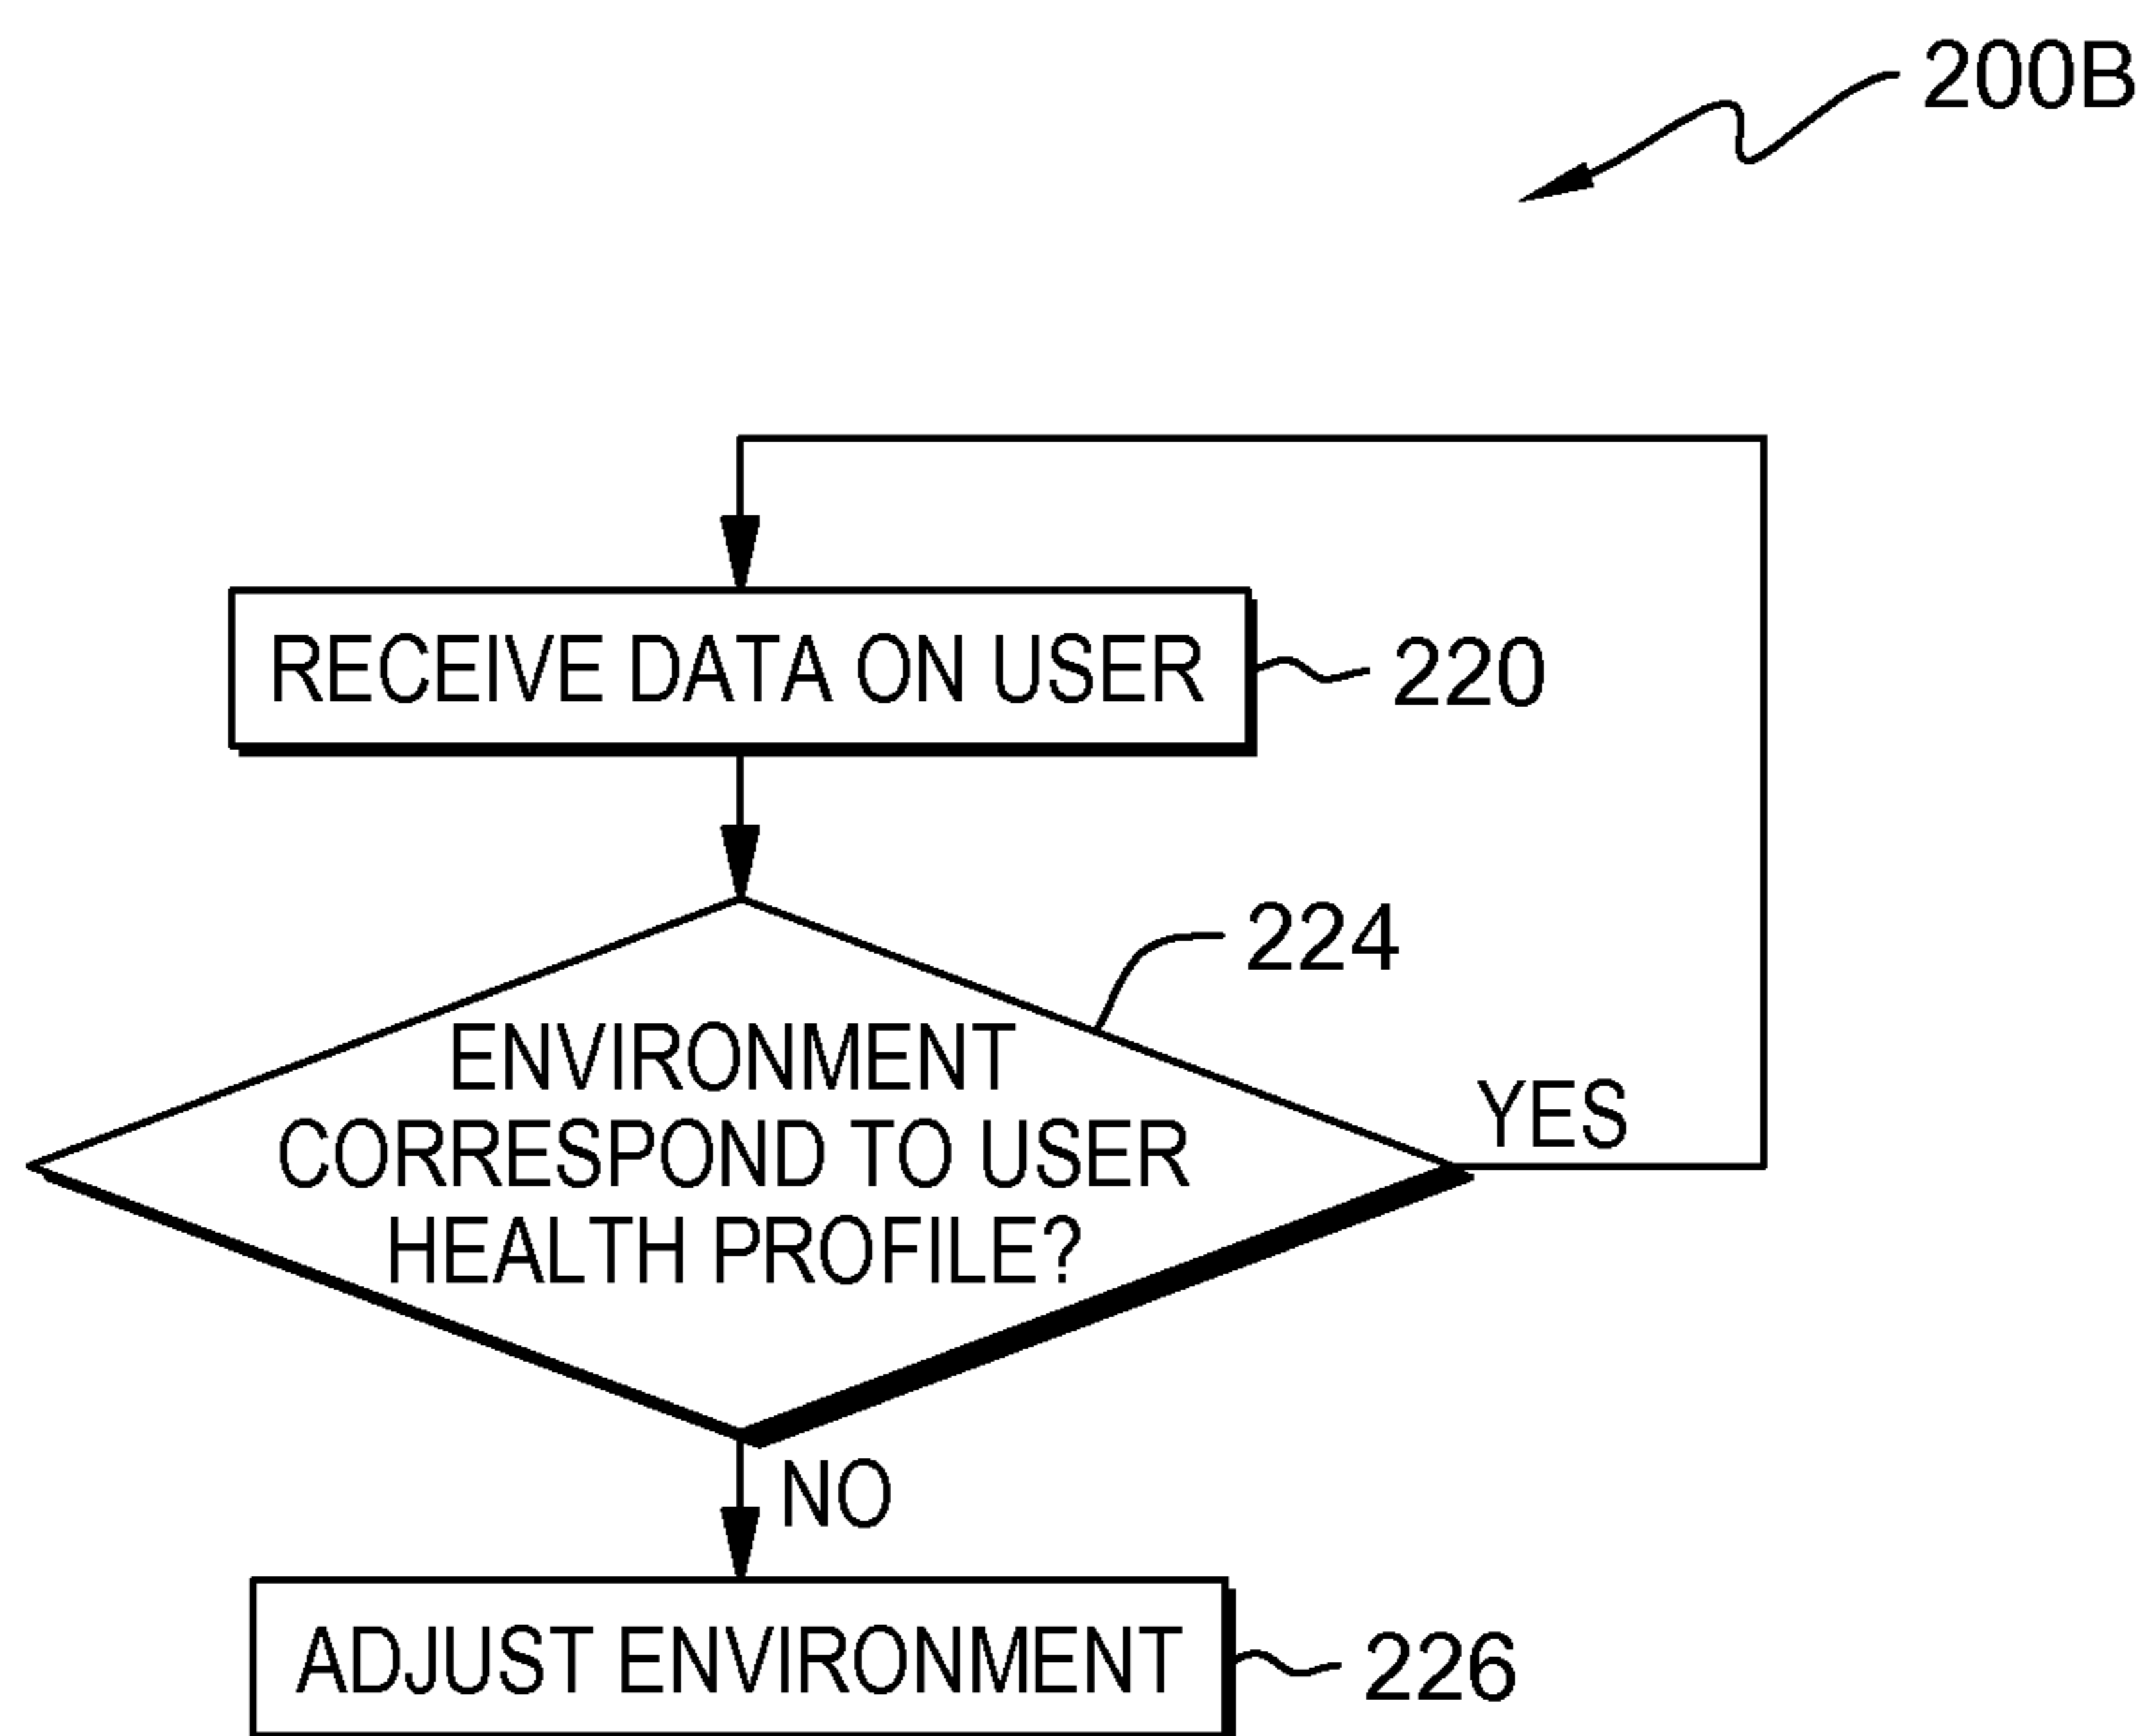 200B
RECEIVE DATA ON USER
220
224
ENVIRONMENT
CORRESPOND TO USER
HEALTH PROFILE?
YES
NO
ADJUST ENVIRONMENT
226